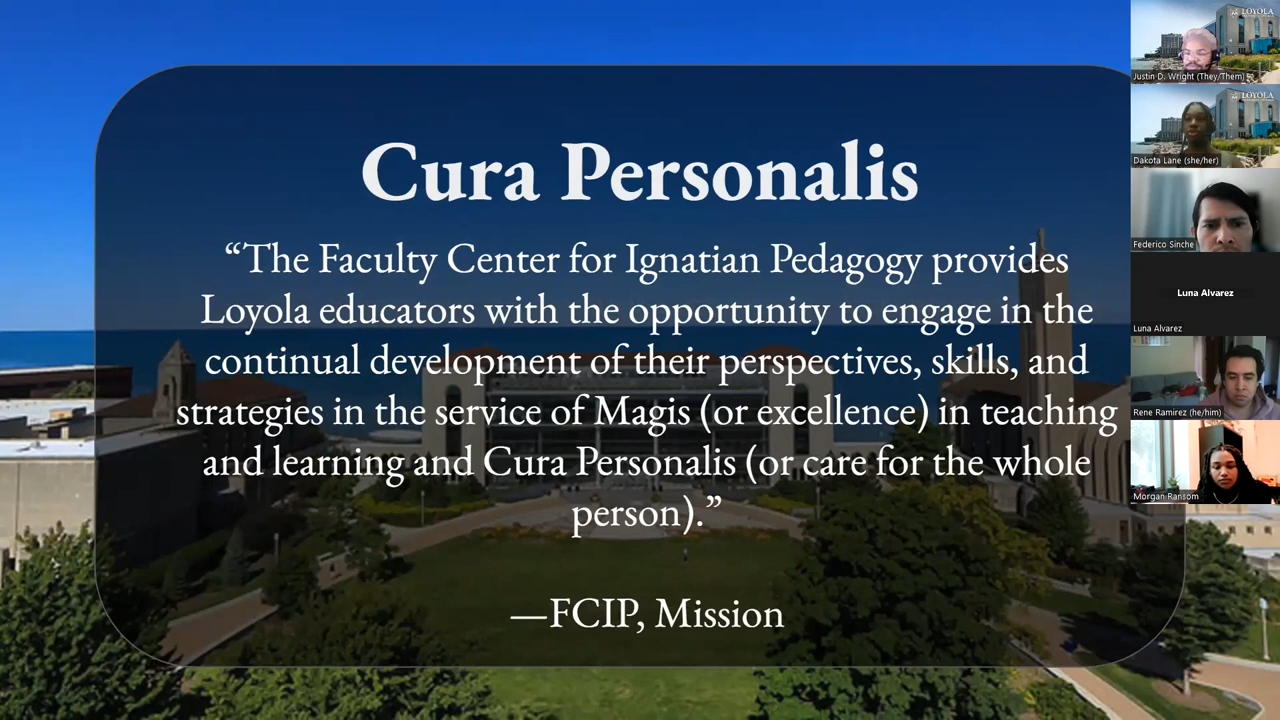 Cura Personalis
“The Faculty Center for Ignatian Pedagogy provides
Loyola educators with the opportunity to engage in the
continual development of their perspectives, skills, and
strategies in the service of Magis (or excellence) in teaching
and learning and Cura Personalis (or care for the whole
person).”
—FCIP, Mission
LOYOLA
Justin D. Wright (They/Them)
LOYOLA
Dakota Lane (she/her)
Federico Sinche
Luna Alvarez
Luna Alvarez
Rene Ramirez (he/him)
Morgan Ransom